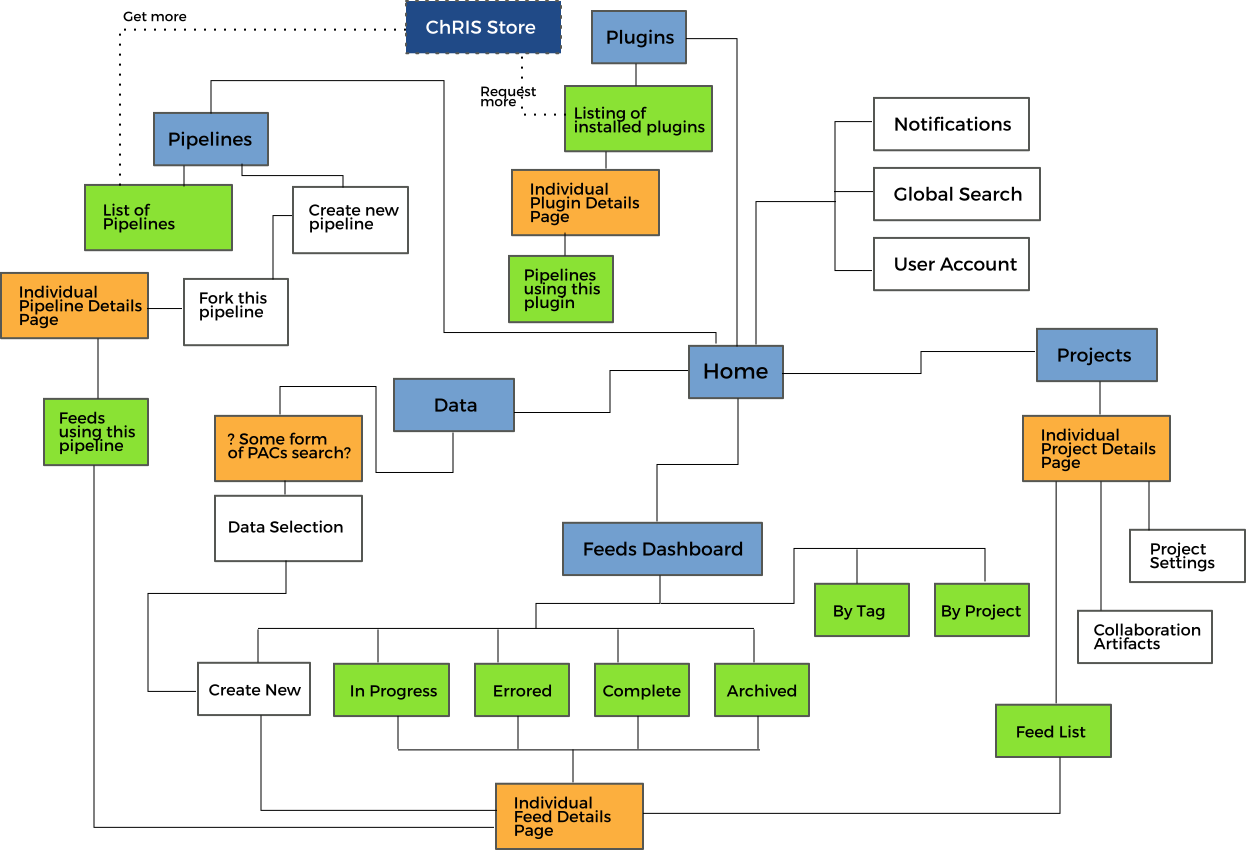 Get more
ChRIS Store
Plugins
Request
more
Listing of
installed plugins
Notifications
Pipelines
Individual
Plugin Details
Page
Global Search
List of
Pipelines
Create new
pipeline
User Account
Individual
Pipeline Details
Page
Fork this
pipeline
Pipelines
using this
plugin
Home
Projects
Data
Feeds
using this
pipeline
? Some form
of PACs search?
Individual
Project Details
Page
Data Selection
Feeds Dashboard
Project
Settings
By Tag
By Project
Collaboration
Artifacts
Create New
In Progress
Errored
Complete
Archived
Feed List
Individual
Feed Details
Page